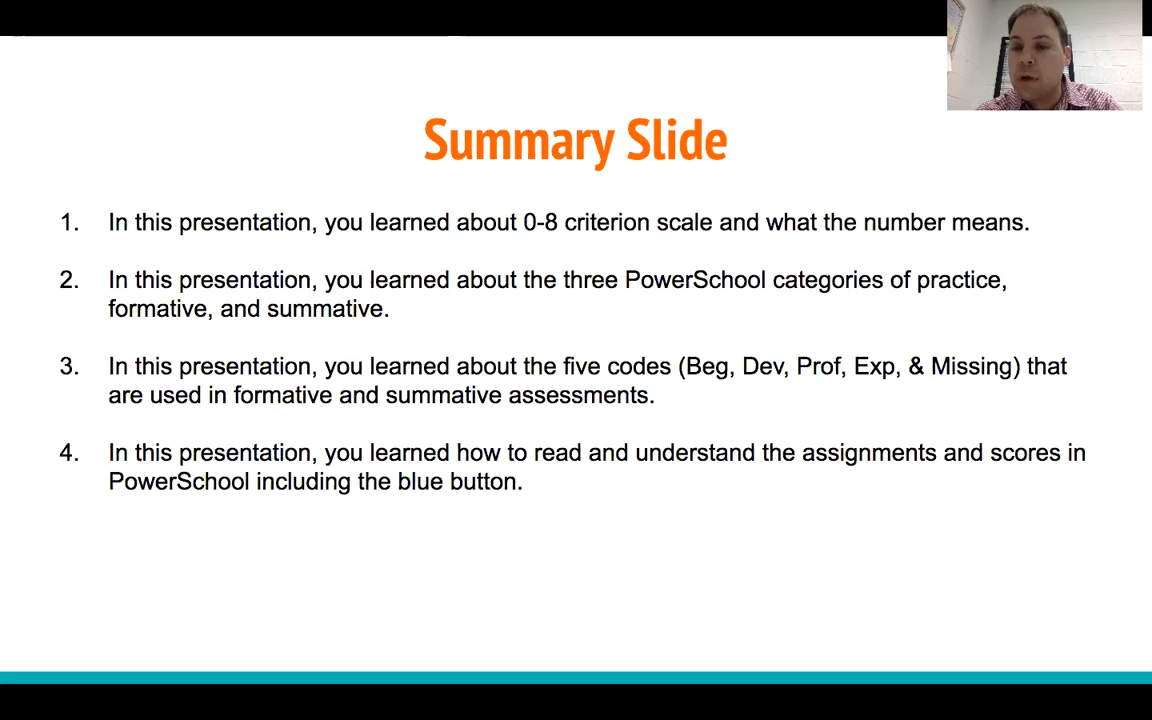 Summary Slide
1. In this presentation, you learned about 0-8 criterion scale and what the number means.
2. In this presentation, you learned about the three PowerSchool categories of practice,
formative, and summative.
3. In this presentation, you learned about the five codes (Beg, Dev, Prof, Exp, & Missing) that
are used in formative and summative assessments.
4. In this presentation, you learned how to read and understand the assignments and scores in
PowerSchool including the blue button.